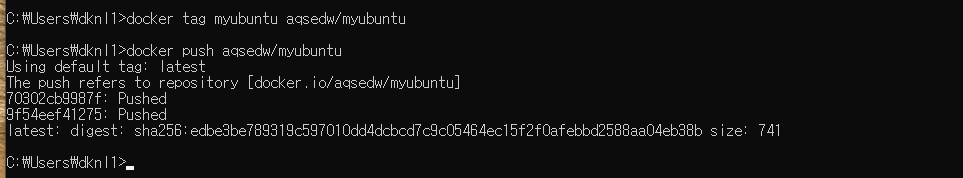 C:₩Users₩dknl1>docker tag myubuntu aqsedw/myubuntu
C:₩Users₩dknl1>docker push aqsedw/myubuntu
Using default tag: latest
The push refers to repository [docker.io/aqsedw/myubuntu]
70302cb9987f: Pushed
9f54eef41275: Pushed
latest: digest: sha256:edbe3be789319c597010dd4dcbcd7c9c05464ec15f2f0afebbd2588aa04eb38b size: 741
C:₩Users₩dknl1>